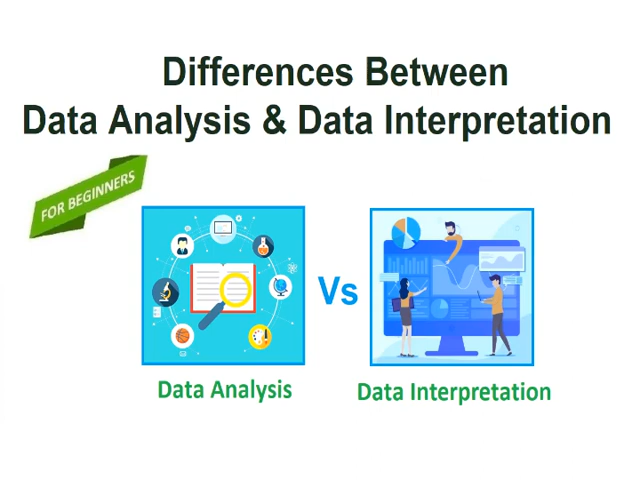 Differences Between
Data Analysis & Data Interpretation
FOR BEGINNERS
Vs
Data Analysis
Data Interpretation